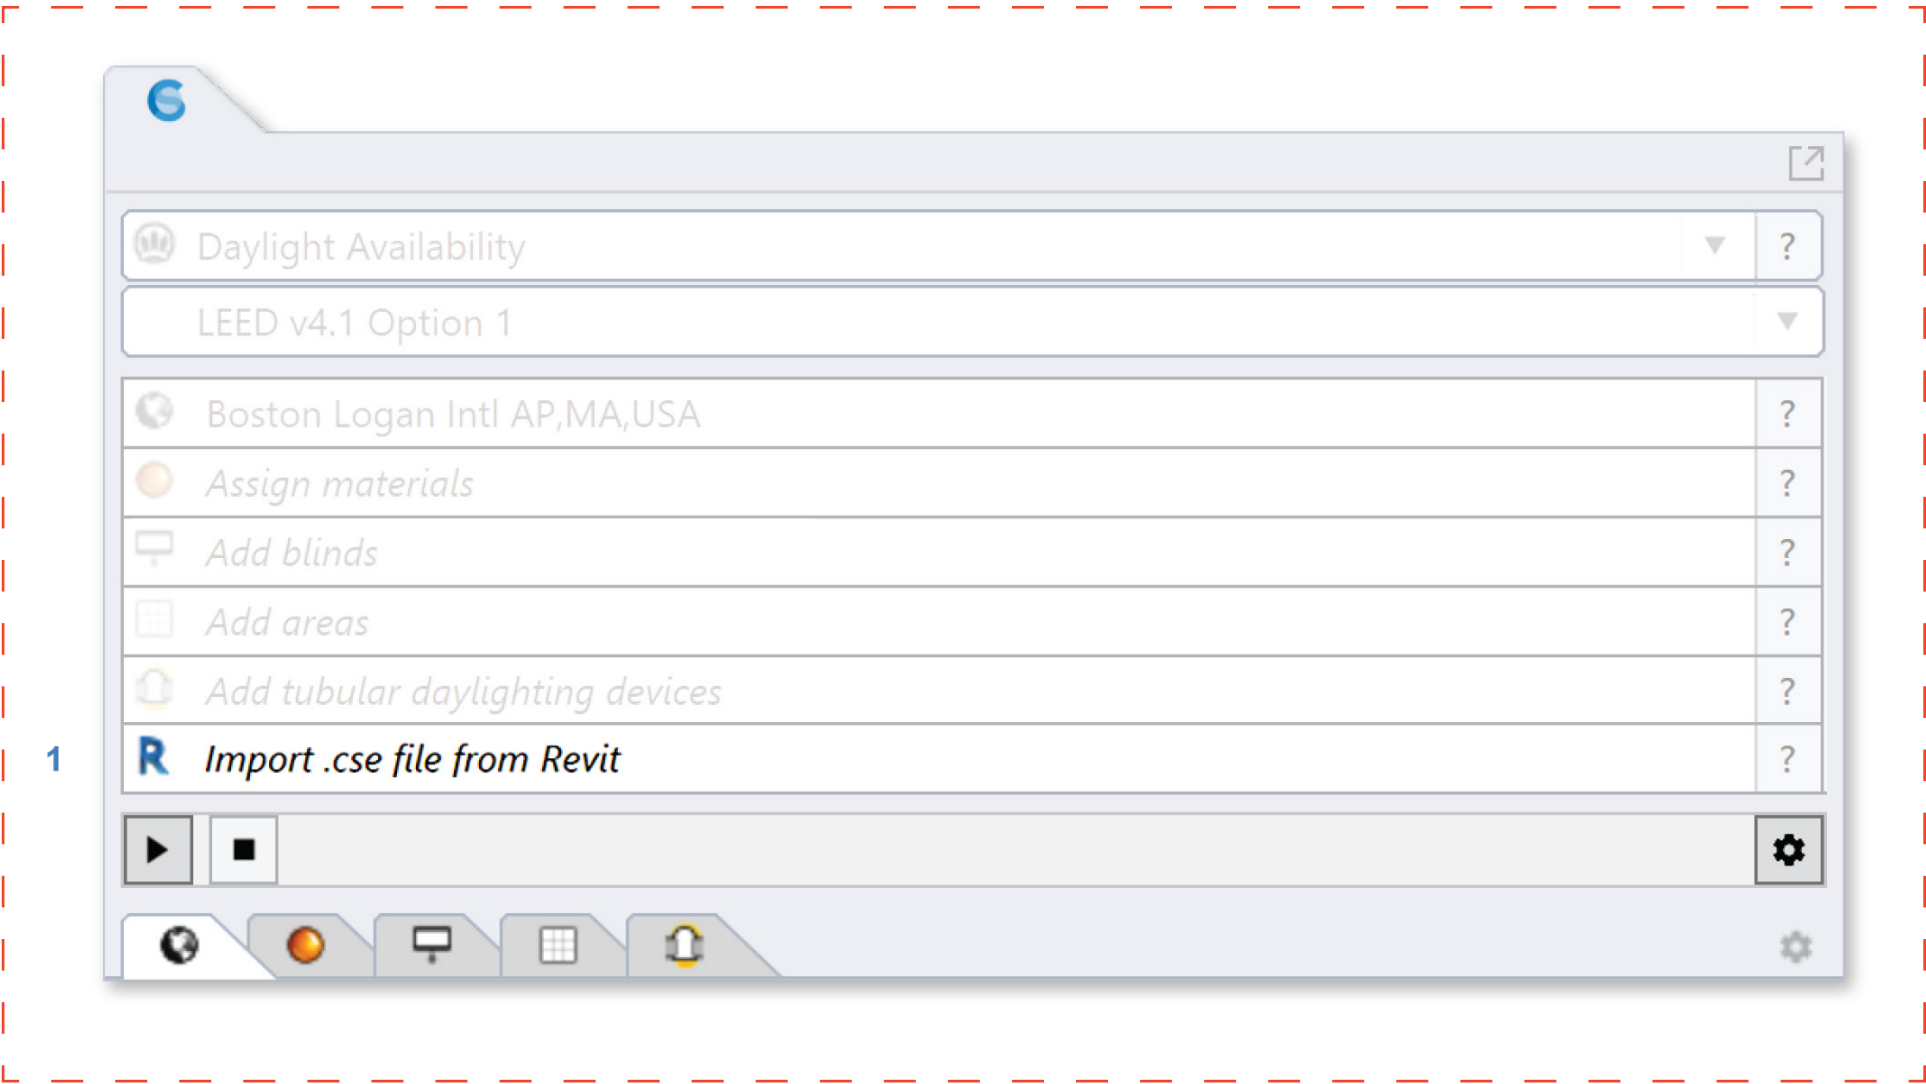 Daylight Availability ?
LEED v4.1 Option 1
Boston Logan Intl AP,MA,USA ?
Assign materials ?
Add blinds ?
Add areas ?
Add tubular daylighting devices ?
1 R Import .cse file from Revit ?